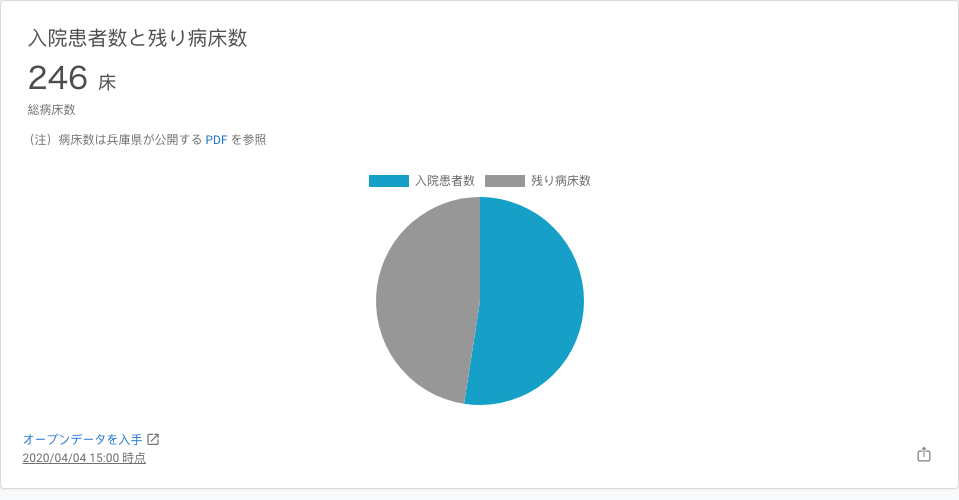 入院患者数と残り病床数
246 床
総病床数
（注）病床数は兵庫県が公開する PDF を参照
入院患者数 残り病床数
オープンデータを入手
2020/04/04 15:00 時点